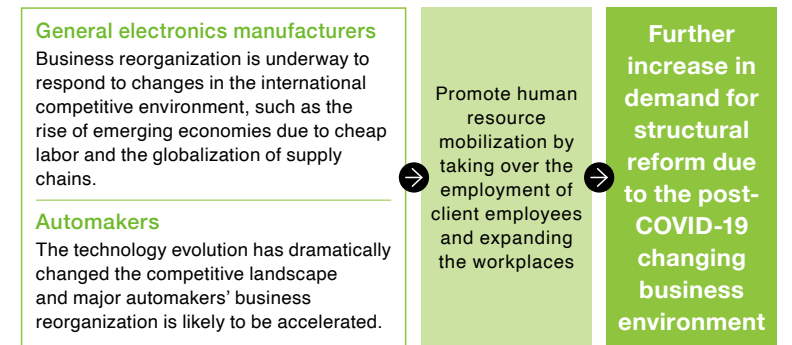 General electronics manufacturers
Business reorganization is underway to
respond to changes in the international
competitive environment, such as the
rise of emerging economies due to cheap
labor and the globalization of supply
chains.
Automakers
The technology evolution has dramatically
changed the competitive landscape
and major automakers’ business
reorganization is likely to be accelerated.
Promote human
resource
mobilization by
taking over the
employment of
client employees
and expanding
the workplaces
Further
increase in
demand for
structural
reform due
to the post-
COVID-19
changing
business
environment